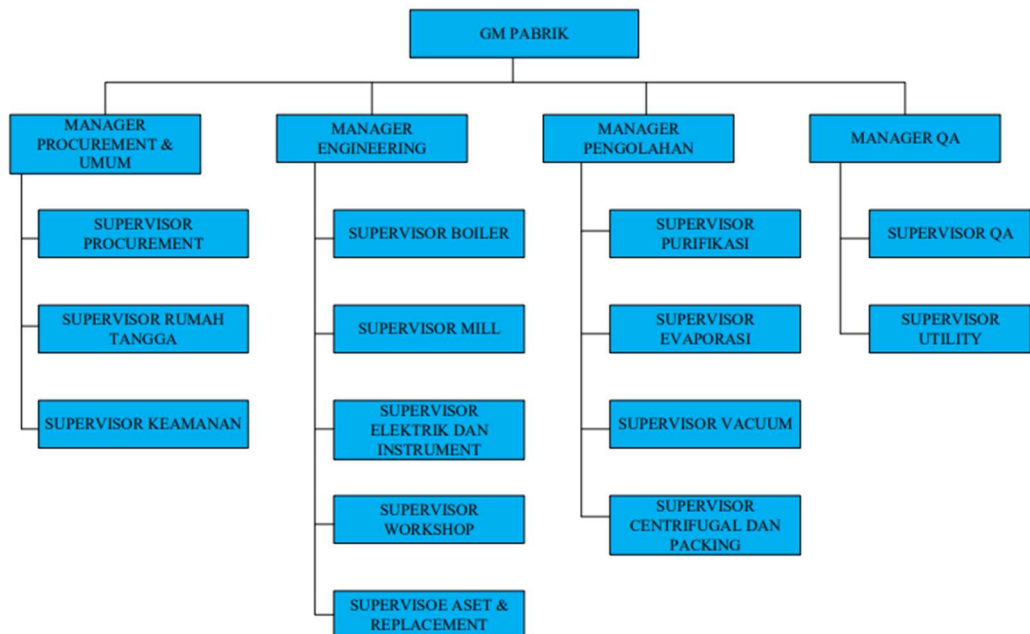 GM PABRIK
MANAGER
PROCUREMENT &
UMUM
MANAGER
ENGINEERING
MANAGER
PENGOLAHAN
MANAGER QA
SUPERVISOR
PROCUREMENT
SUPERVISOR RUMAH
TANGGA
SUPERVISOR KEAMANAN
SUPERVISOR BOILER
SUPERVISOR MILL
SUPERVISOR
ELEKTRIK DAN
INSTRUMENT
SUPERVISOR
WORKSHOP
SUPERVISOE ASET &
REPLACEMENT
SUPERVISOR
PURIFIKASI
SUPERVISOR
EVAPORASI
SUPERVISOR VACUUM
SUPERVISOR
CENTRIFUGAL DAN
PACKING
SUPERVISOR QA
SUPERVISOR
UTILITY